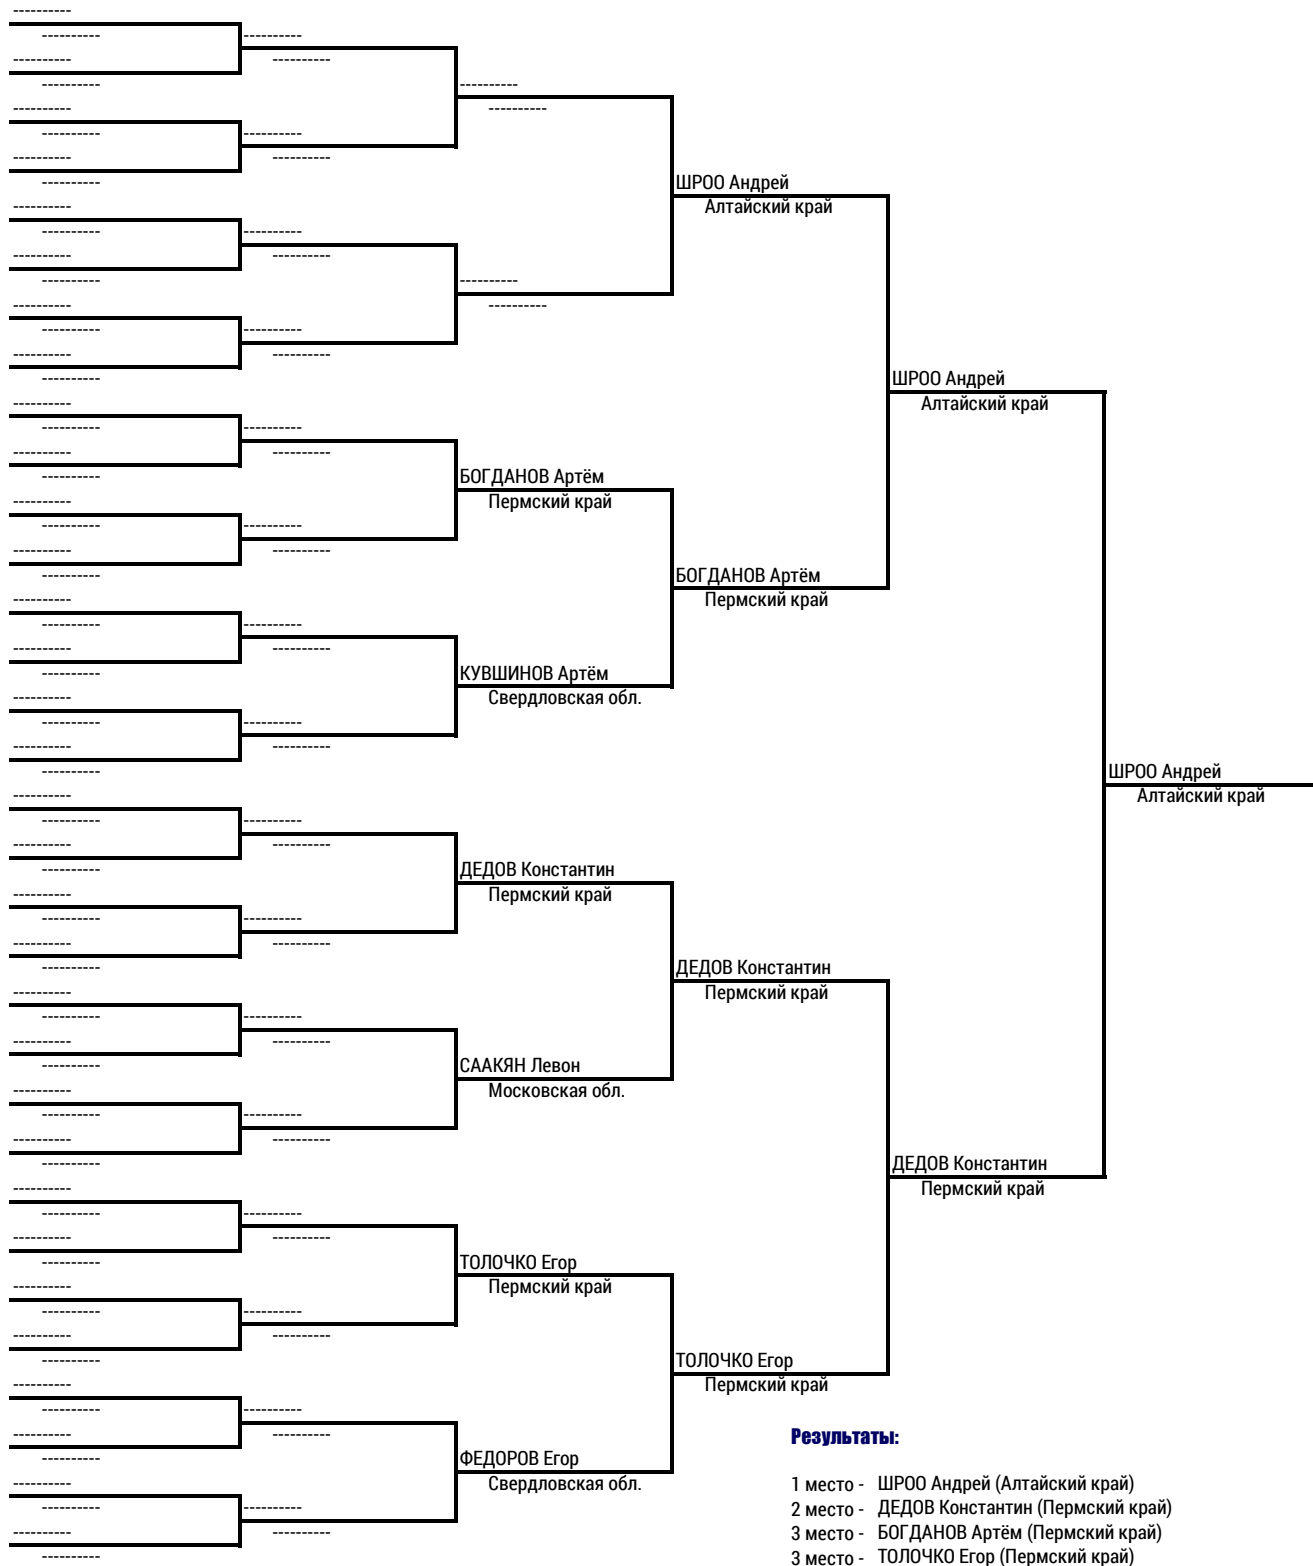 ШРОО Андрей
Алтайский край
ШРОО Андрей
Алтайский край
БОГДАНОВ Артём
Пермский край
БОГДАНОВ Артём
Пермский край
КУВШИНОВ Артём
Свердловская обл.
ШРОО Андрей
Алтайский край
ДЕДОВ Константин
Пермский край
ДЕДОВ Константин
Пермский край
СААКЯН Левон
Московская обл.
ДЕДОВ Константин
Пермский край
ТОЛОЧКО Егор
Пермский край
ТОЛОЧКО Егор
Пермский край
ФЕДОРОВ Егор
Свердловская обл.
Результаты:
1 место - ШРОО Андрей (Алтайский край)
2 место - ДЕДОВ Константин (Пермский край)
3 место - БОГДАНОВ Артём (Пермский край)
3 место - ТОЛОЧКО Егор (Пермский край)